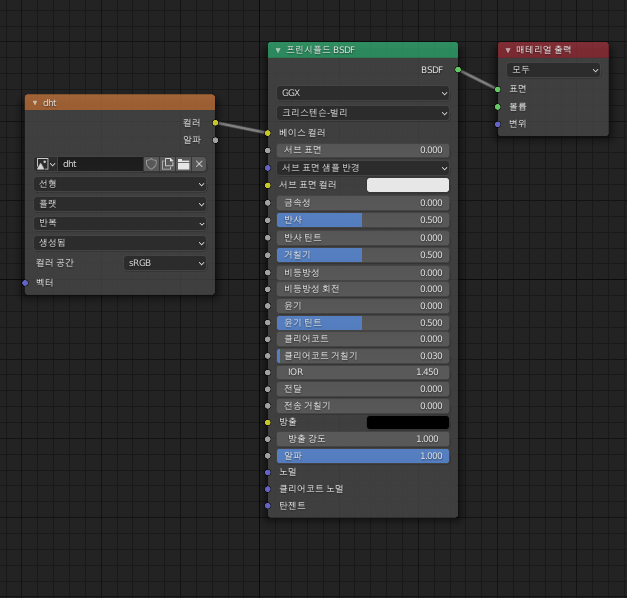 dht
컬러
알파
dht
선형
플랫
반복
생성됨
컬러 공간 sRGB
벡터
프린시플드 BSDF
BSDF
GGX
크리스텐슨-벌리
베이스 컬러
서브 표면 0.000
서브 표면 샘플 반경
서브 표면 컬러
금속성 0.000
반사 0.500
반사 틴트 0.000
거칠기 0.500
비등방성 0.000
비등방성 회전 0.000
윤기 0.000
윤기 틴트 0.500
클리어코트 0.000
클리어코트 거칠기 0.030
IOR 1.450
전달 0.000
전송 거칠기 0.000
방출
방출 강도 1.000
알파 1.000
노멀
클리어코트 노멀
탄젠트
매테리얼 출력
모두
표면
볼륨
변위